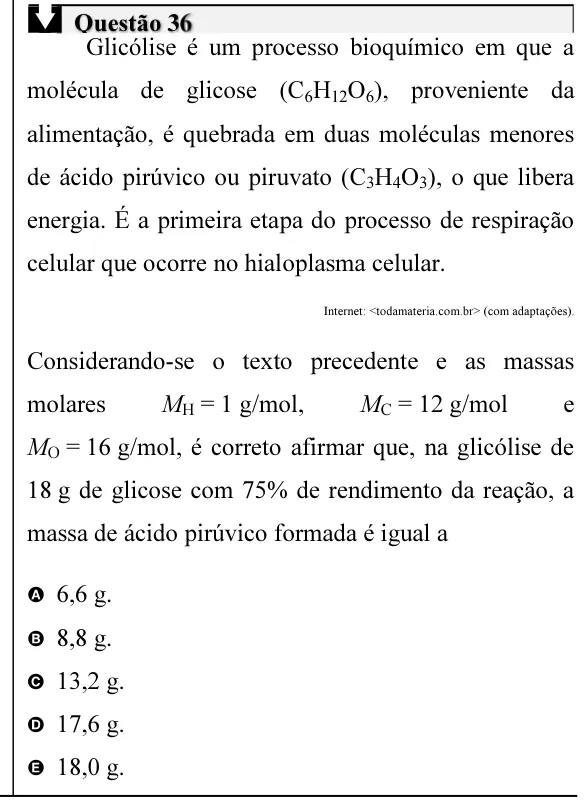 Questão 36
Glicólise é um processo bioquímico em que a
molécula de glicose (C₆H₁₂O₆), proveniente da
alimentação, é quebrada em duas moléculas menores
de ácido pirúvico ou piruvato (C₃H₄O₃), o que libera
energia. É a primeira etapa do processo de respiração
celular que ocorre no hialoplasma celular.
Internet: <todamateria.com.br> (com adaptações).
Considerando-se o texto precedente e as massas
molares M_H = 1 g/mol, M_C = 12 g/mol e
M_O = 16 g/mol, é correto afirmar que, na glicólise de
18 g de glicose com 75% de rendimento da reação, a
massa de ácido pirúvico formada é igual a
A 6,6 g.
B 8,8 g.
C 13,2 g.
D 17,6 g.
E 18,0 g.